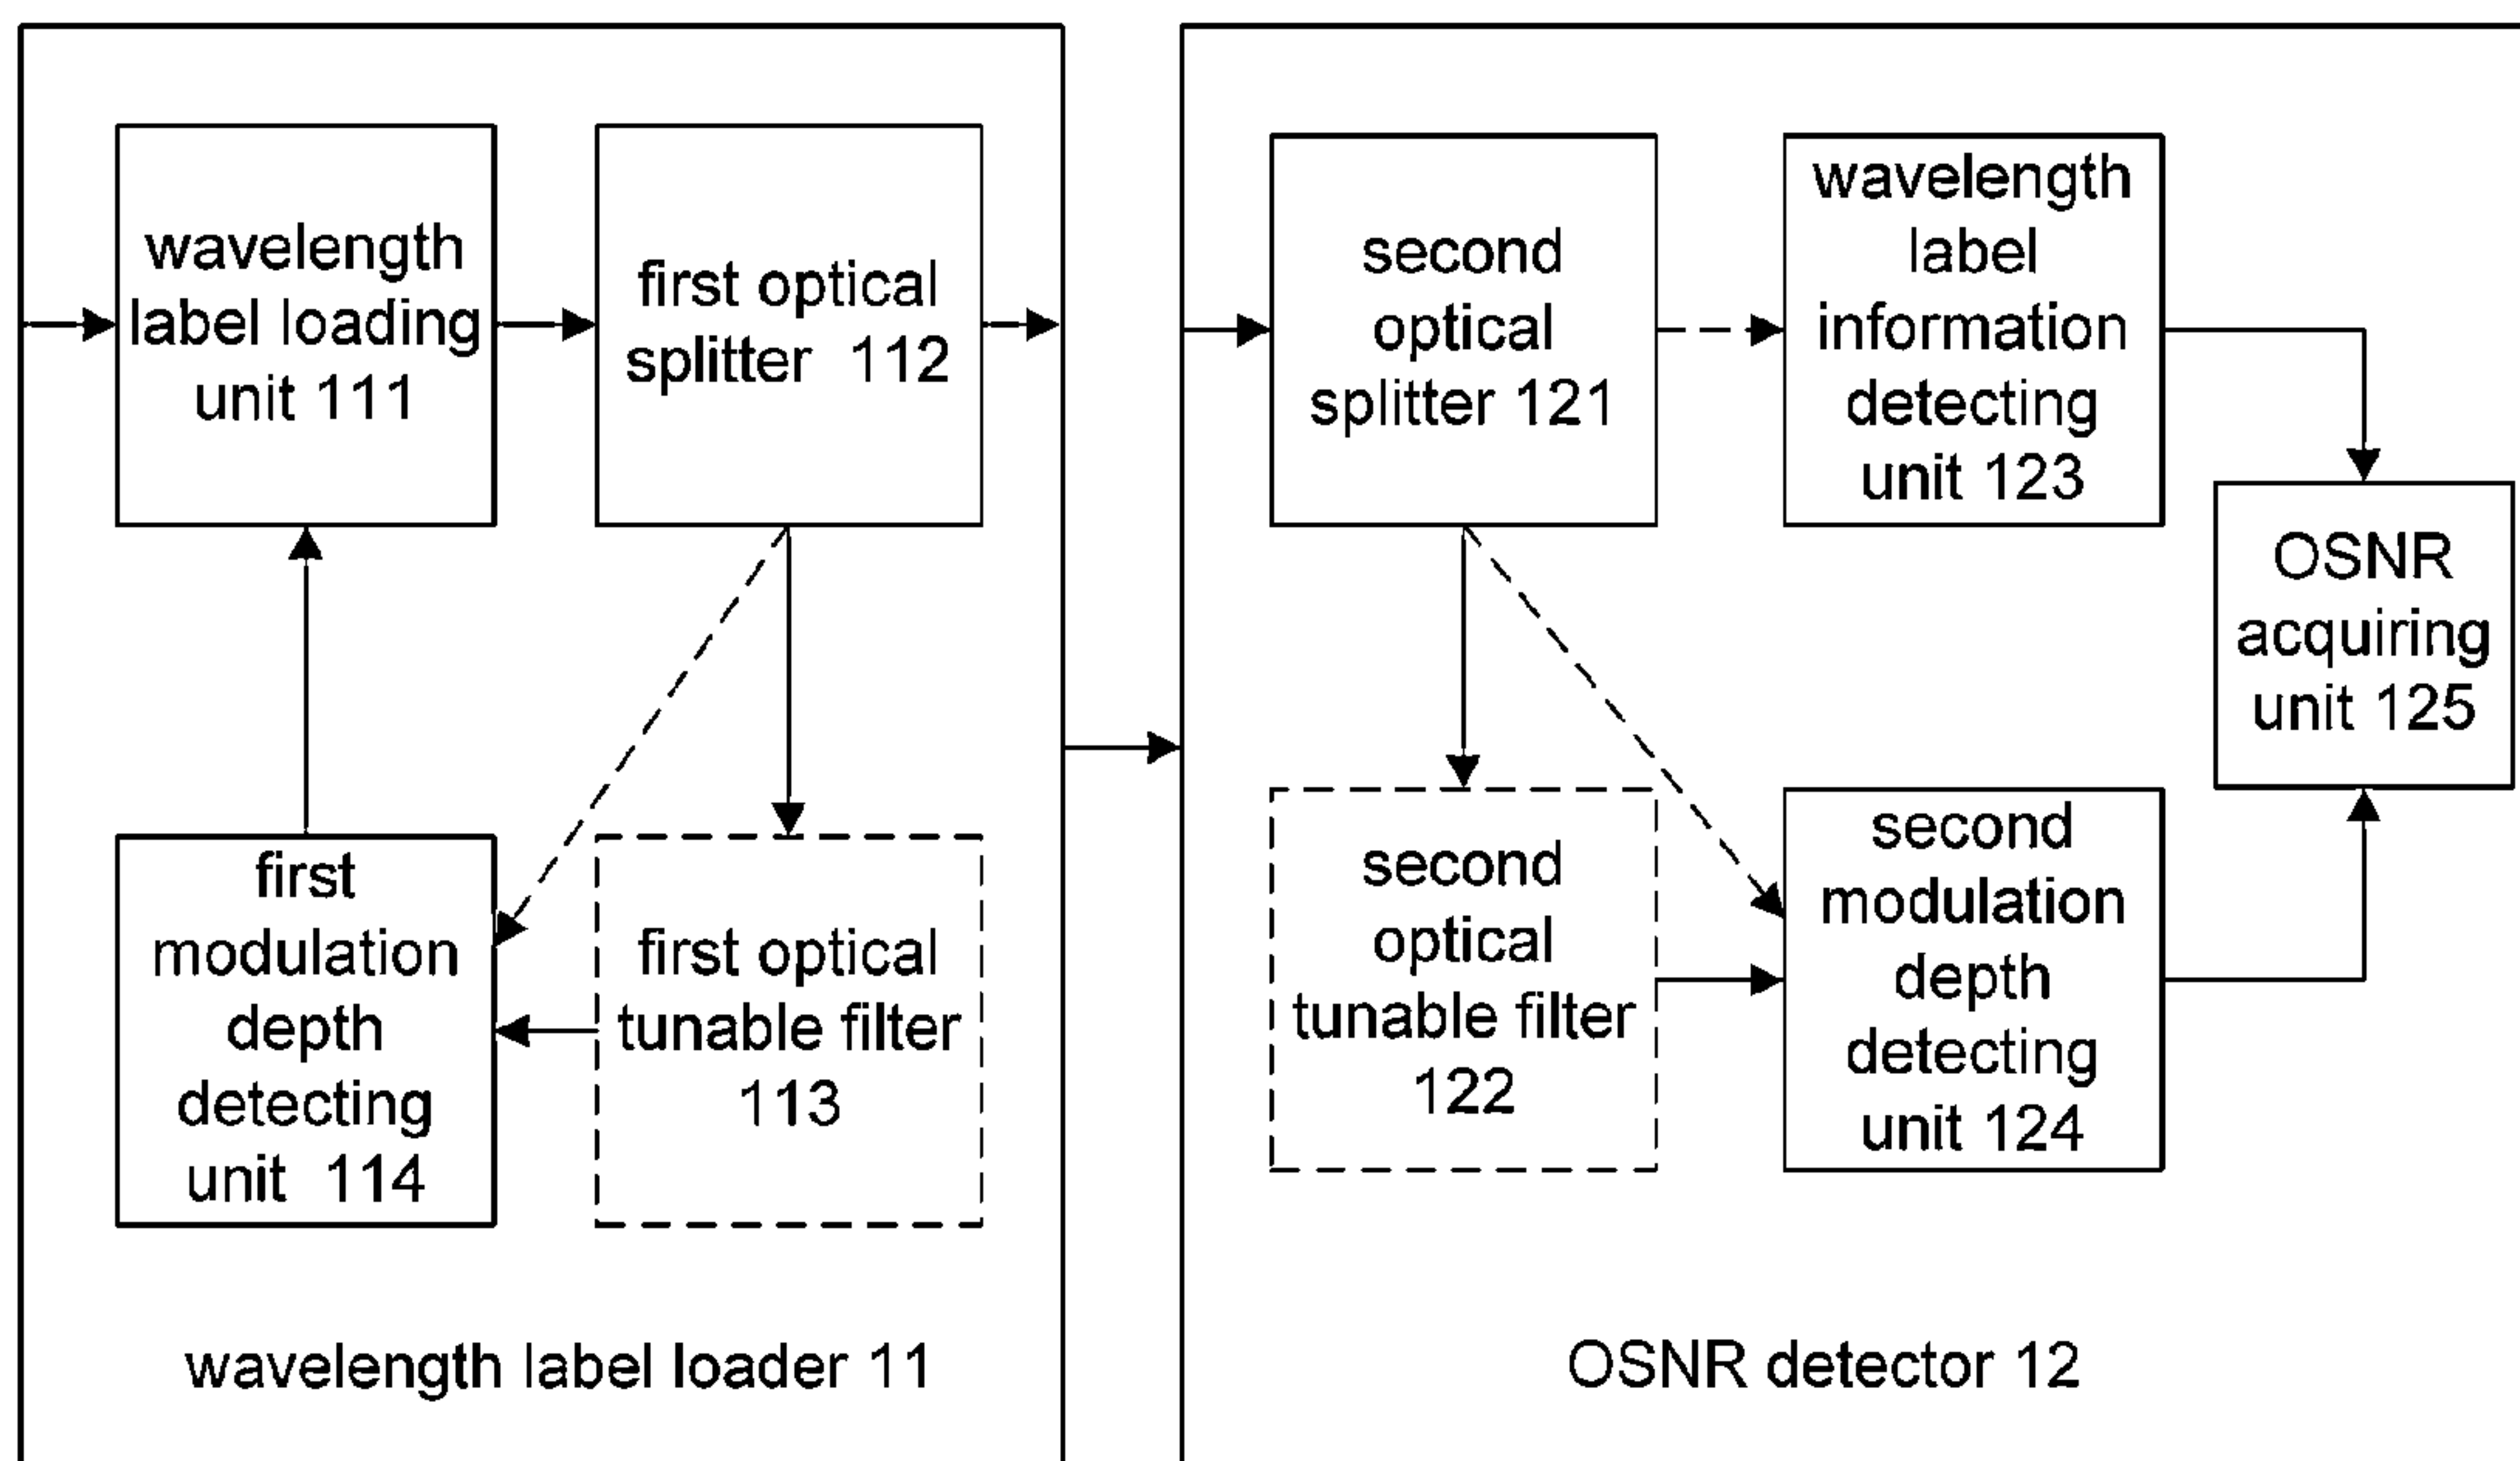 wavelength
label loading
unit 111
first optical
splitter 112
first
modulation
depth
detecting
unit 114
first optical
tunable filter
113
wavelength label loader 11
second
optical
splitter 121
wavelength
label
information
detecting
unit 123
OSNR
acquiring
unit 125
second
optical
tunable filter
122
second
modulation
depth
detecting
unit 124
OSNR detector 12